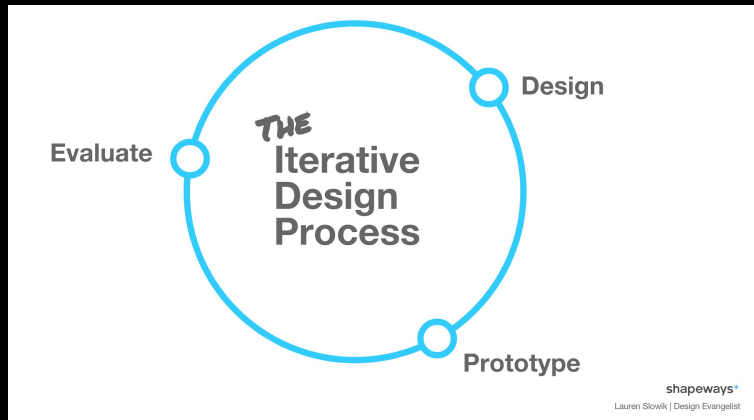 Design
Evaluate
THE
Iterative
Design
Process
Prototype
shapeways*
Lauren Slowik | Design Evangelist